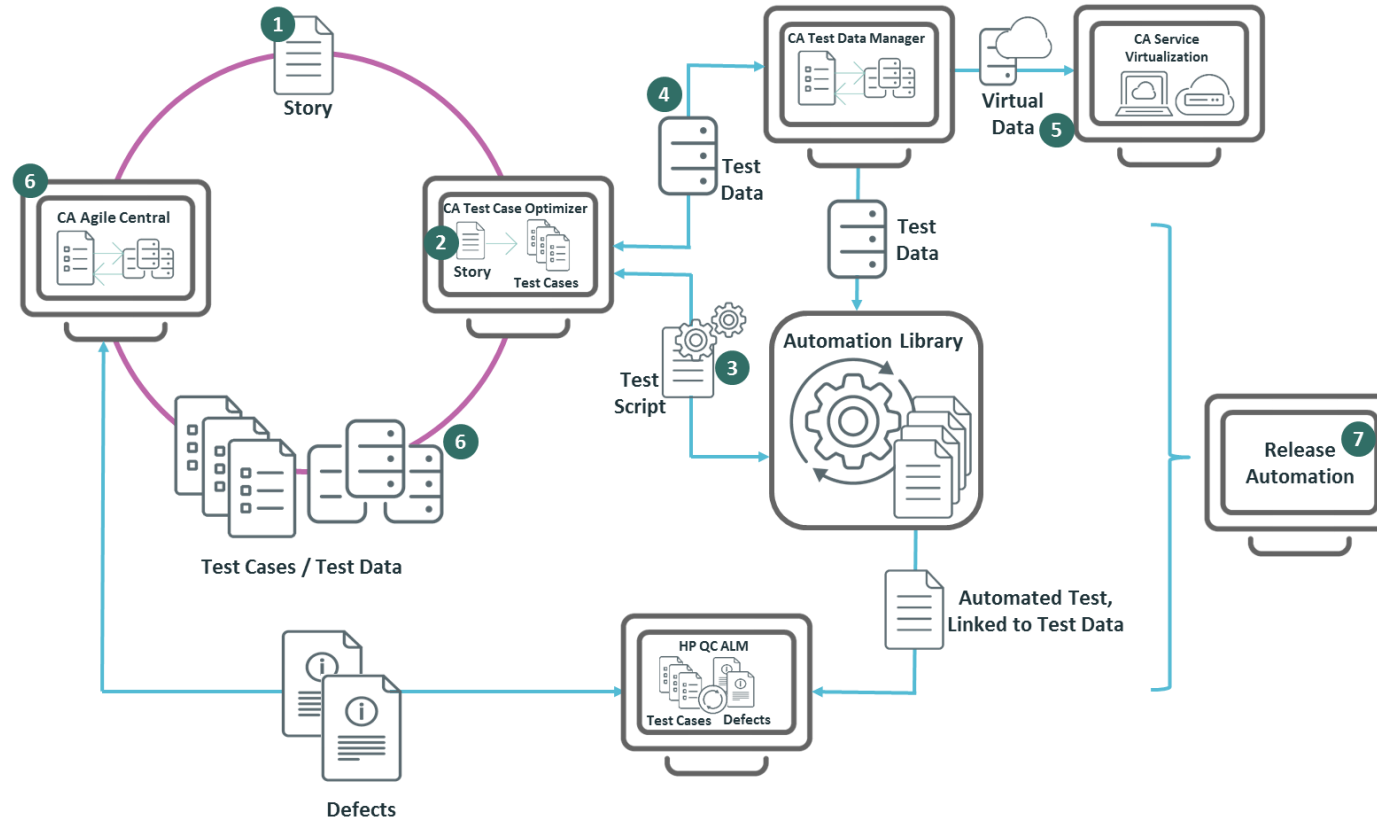 1
Story
6
CA Agile Central
CA Test Case Optimizer
2
Story
Test Cases
4
Test
Data
CA Test Data Manager
Virtual
Data
5
CA Service
Virtualization
Test
Data
3
Test
Script
Automation Library
6
Test Cases / Test Data
Release
Automation
7
Automated Test,
Linked to Test Data
HP QC ALM
Test Cases
Defects
Defects